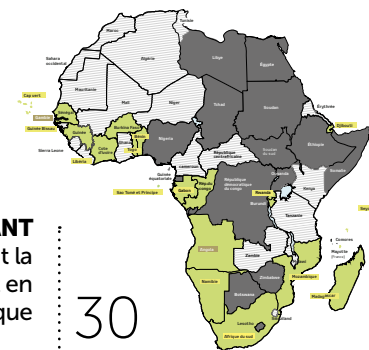 Tunisie
Maroc
Algérie
Libye
Égypte
Sahara
occidental
Mauritanie
Mali
Niger
Tchad
Soudan
Érythrée
Cap vert
Sénégal
Gambie
Guinée-Bissau
Guinée
Burkina Faso
Bénin
Djibouti
Sierra Leone
Côte
d'Ivoire
Ghana
Togo
Nigeria
Liberia
Cameroun
République
centrafricaine
Soudan
du sud
Éthiopie
Somalie
Guinée
équatoriale
Sao Tomé et Principe
Gabon
République
démocratique
du congo
Ouganda
Kenya
Rwanda
Burundi
Tanzanie
Comores
Mayotte
(France)
Angola
Zambie
Mozambique
Zimbabwe
Madagascar
Namibie
Botswana
Swaziland
Lesotho
Afrique du sud
ANT
t la
en
que
30